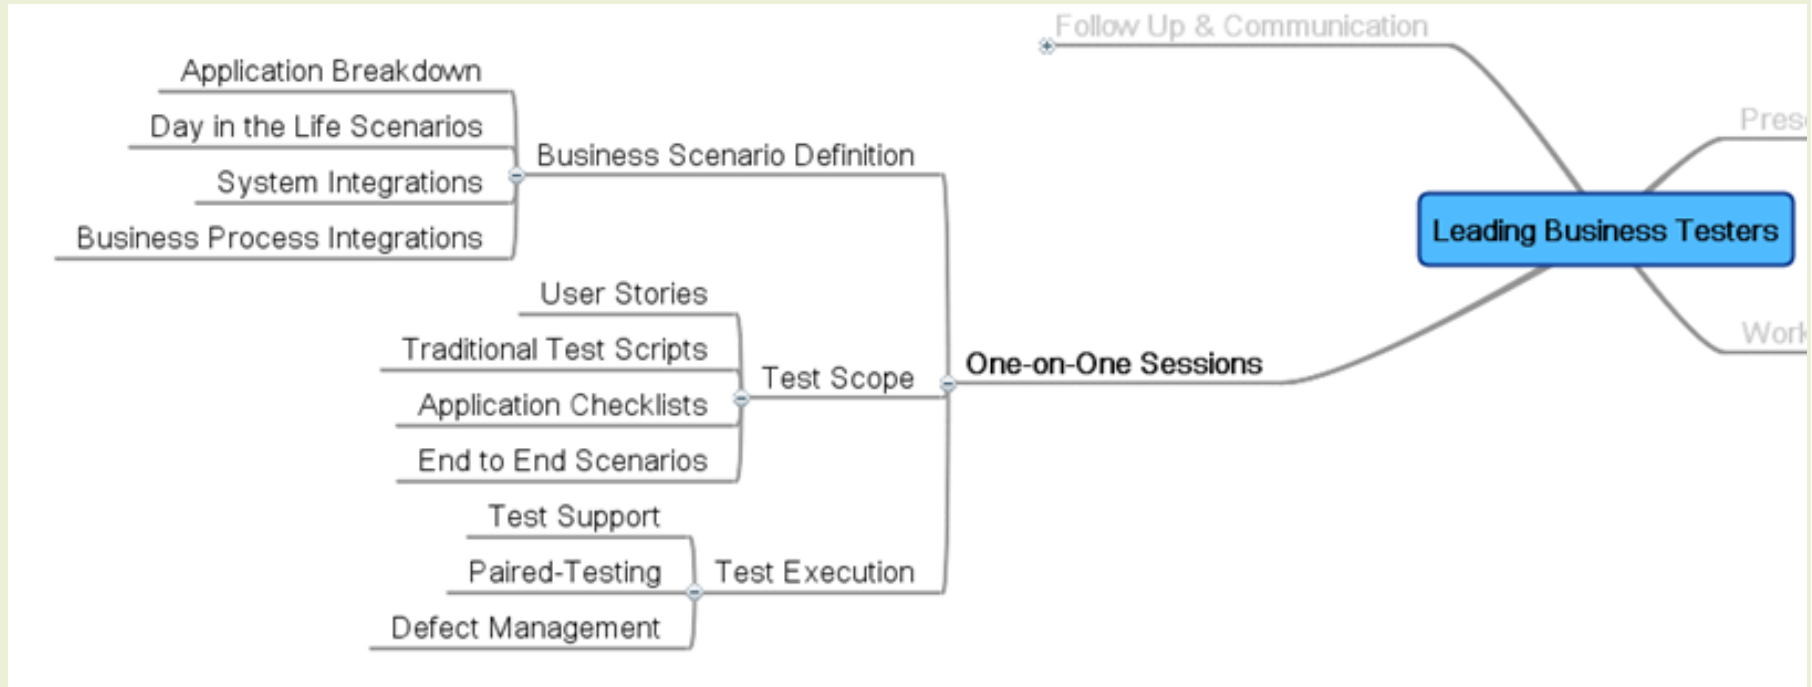 Follow Up & Communication
Application Breakdown
Day in the Life Scenarios
Business Scenario Definition
System Integrations
Business Process Integrations
Leading Business Testers
User Stories
Traditional Test Scripts
One-on-One Sessions
Test Scope
Application Checklists
End to End Scenarios
Test Support
Paired-Testing
Test Execution
Defect Management